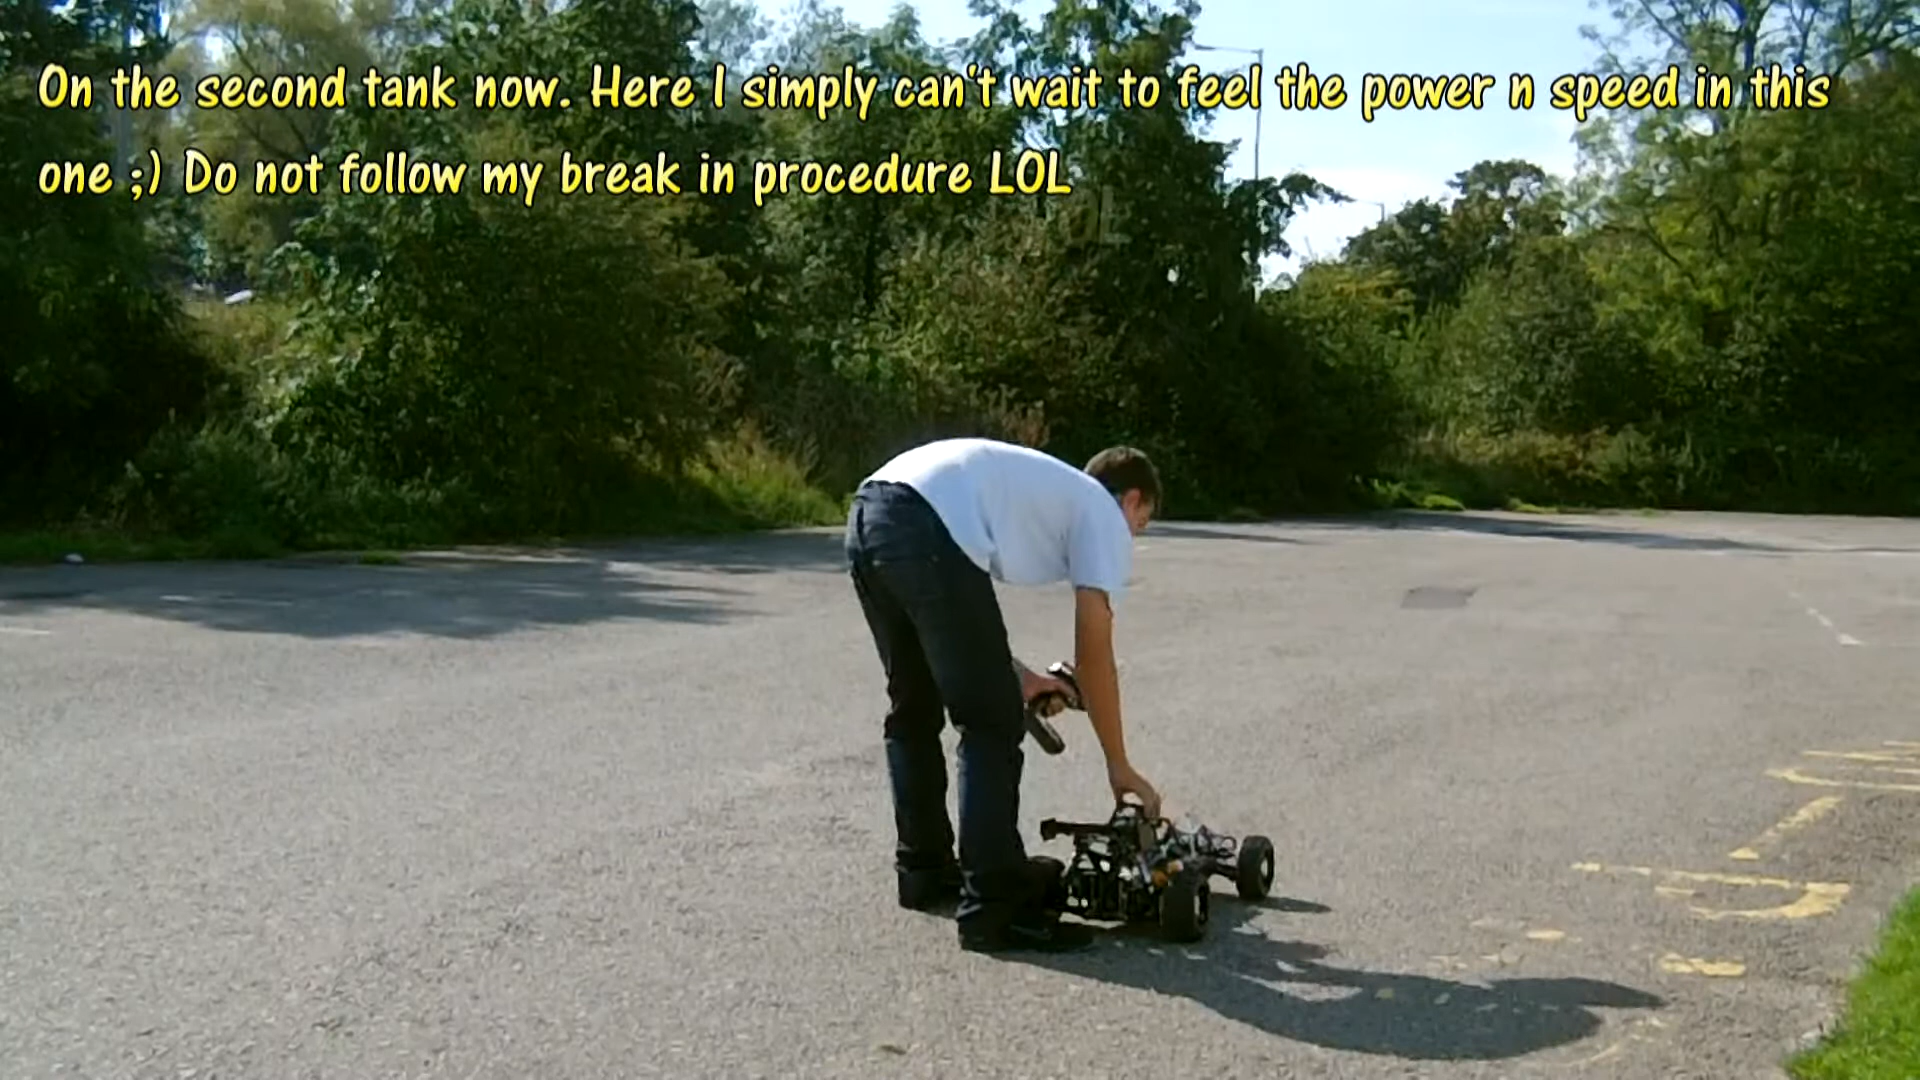 On the second tank now. Here I simply can't wait to feel the power n speed in this
one ;) Do not follow my break in procedure LOL